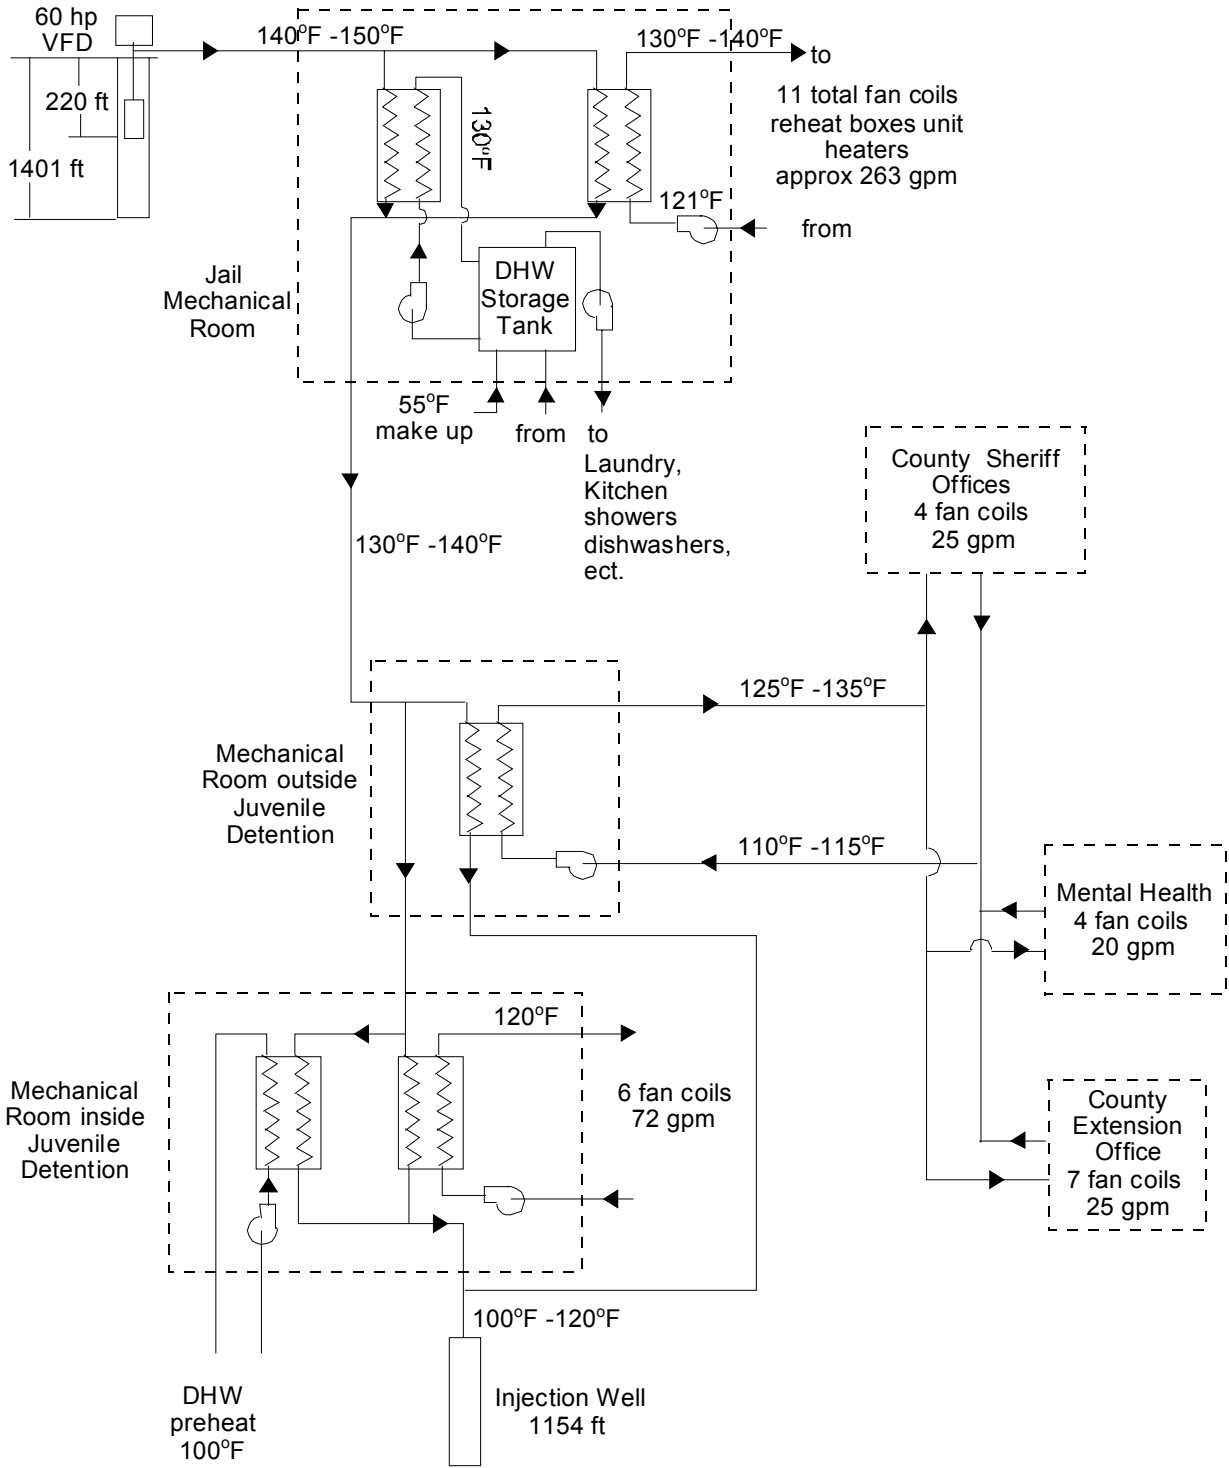 60 hp
VFD
140°F -150°F
130°F -140°F
to
220 ft
1401 ft
130°F
11 total fan coils
reheat boxes unit
heaters
approx 263 gpm
121°F
from
Jail
Mechanical
Room
DHW
Storage
Tank
55°F
make up
from
to
Laundry,
Kitchen
showers
dishwashers,
ect.
County Sheriff
Offices
4 fan coils
25 gpm
130°F -140°F
125°F -135°F
Mechanical
Room outside
Juvenile
Detention
110°F -115°F
Mental Health
4 fan coils
20 gpm
120°F
Mechanical
Room inside
Juvenile
Detention
6 fan coils
72 gpm
County
Extension
Office
7 fan coils
25 gpm
100°F -120°F
DHW
preheat
100°F
Injection Well
1154 ft